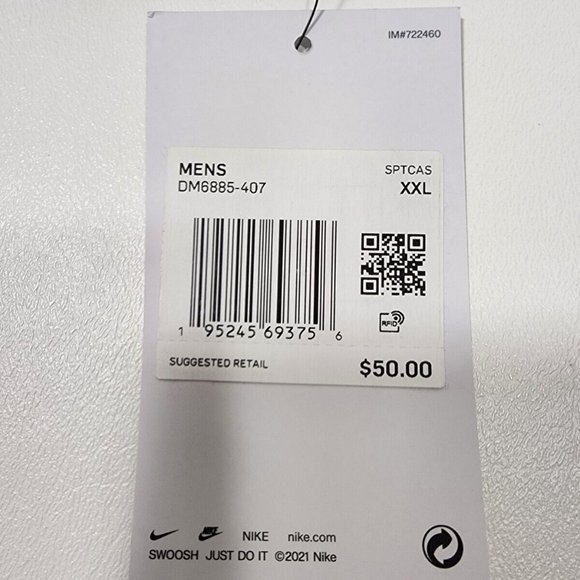 IM#722460
MENS SPTCAS
DM6885-407 XXL
1 95245 69375 6
RFID
SUGGESTED RETAIL $50.00
NIKE nike.com
SWOOSH JUST DO IT ©2021 Nike